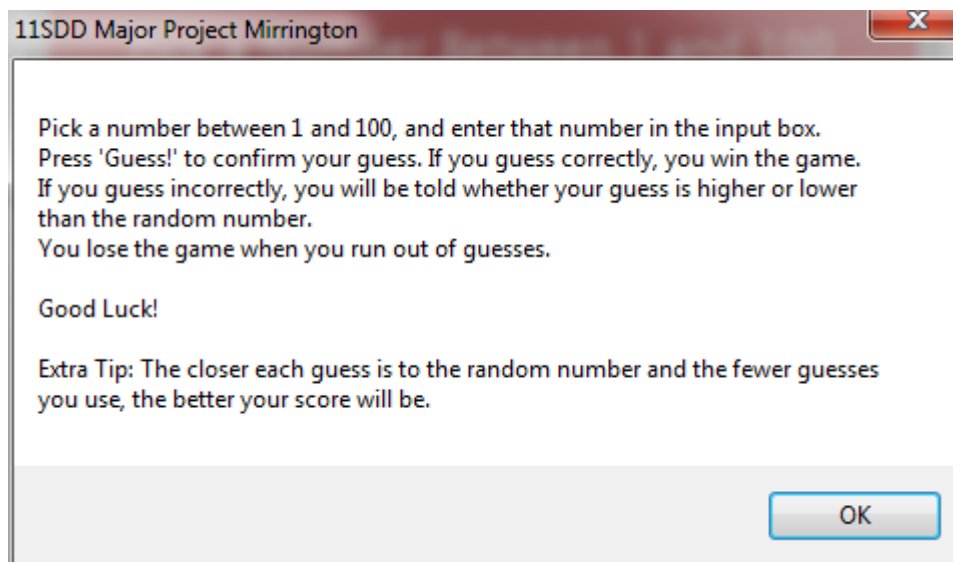 11SDD Major Project Mirrington
Pick a number between 1 and 100, and enter that number in the input box.
Press 'Guess!' to confirm your guess. If you guess correctly, you win the game.
If you guess incorrectly, you will be told whether your guess is higher or lower
than the random number.
You lose the game when you run out of guesses.
Good Luck!
Extra Tip: The closer each guess is to the random number and the fewer guesses
you use, the better your score will be.
OK